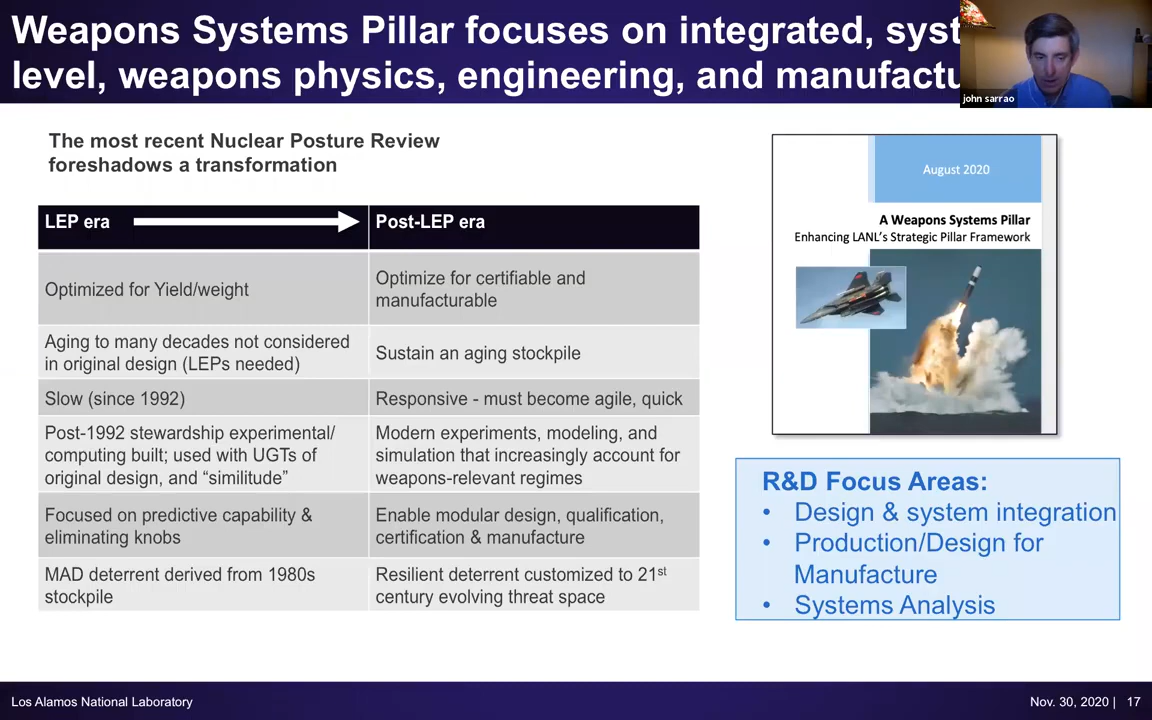 Weapons Systems Pillar focuses on integrated, syst
level, weapons physics, engineering, and manufactu
john sarrao
The most recent Nuclear Posture Review
foreshadows a transformation
LEP era
Post-LEP era
Optimized for Yield/weight
Optimize for certifiable and
manufacturable
Aging to many decades not considered
in original design (LEPs needed)
Sustain an aging stockpile
Slow (since 1992)
Responsive - must become agile, quick
Post-1992 stewardship experimental/
computing built; used with UGTs of
original design, and “similitude”
Modern experiments, modeling, and
simulation that increasingly account for
weapons-relevant regimes
Focused on predictive capability &
eliminating knobs
Enable modular design, qualification,
certification & manufacture
MAD deterrent derived from 1980s
stockpile
Resilient deterrent customized to 21st
century evolving threat space
August 2020
A Weapons Systems Pillar
Enhancing LANL’s Strategic Pillar Framework
R&D Focus Areas:
• Design & system integration
• Production/Design for
Manufacture
• Systems Analysis
Los Alamos National Laboratory
Nov. 30, 2020 | 17